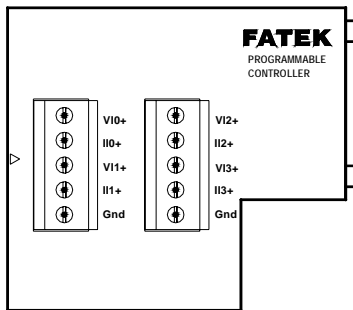 FATEK
PROGRAMMABLE
CONTROLLER
VI0+
II0+
VI1+
II1+
Gnd
VI2+
II2+
VI3+
II3+
Gnd